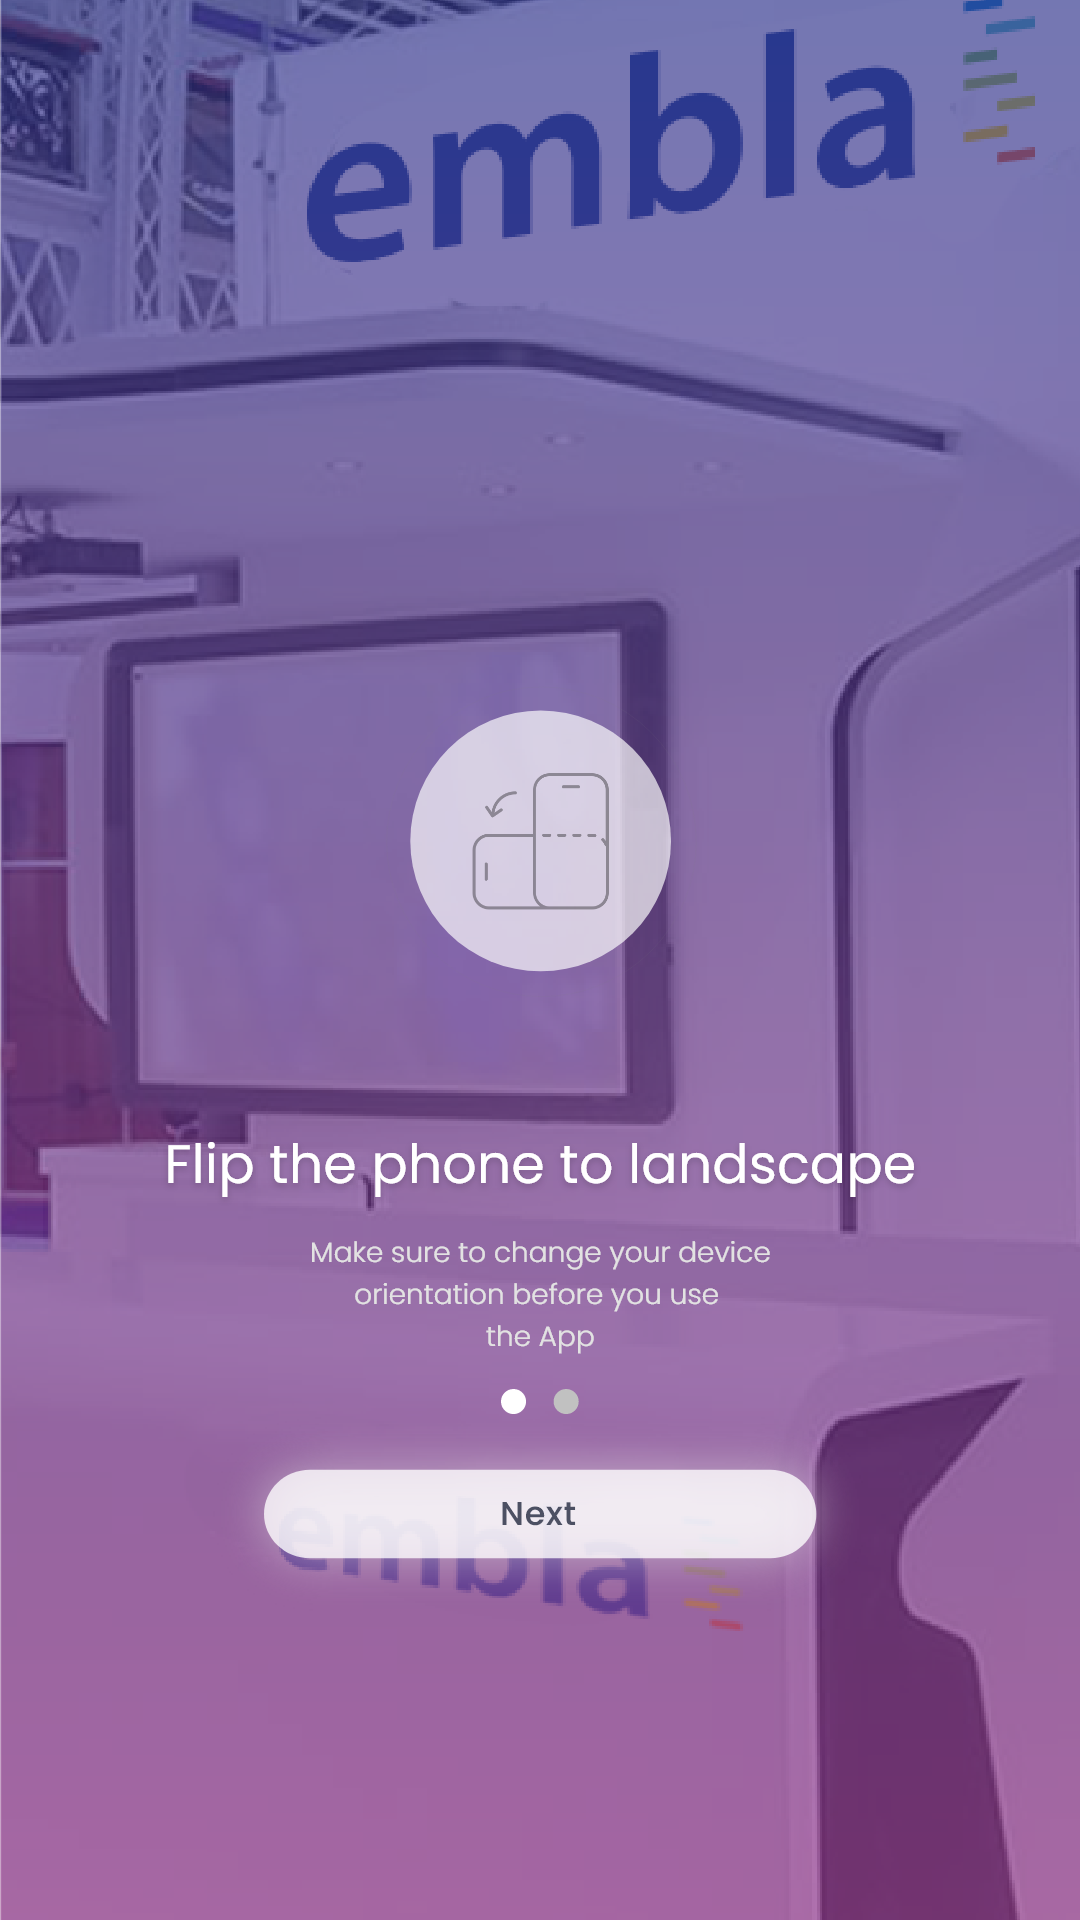 embla
Flip the phone to landscape
Make sure to change your device
orientation before you use
the App
Next
embla